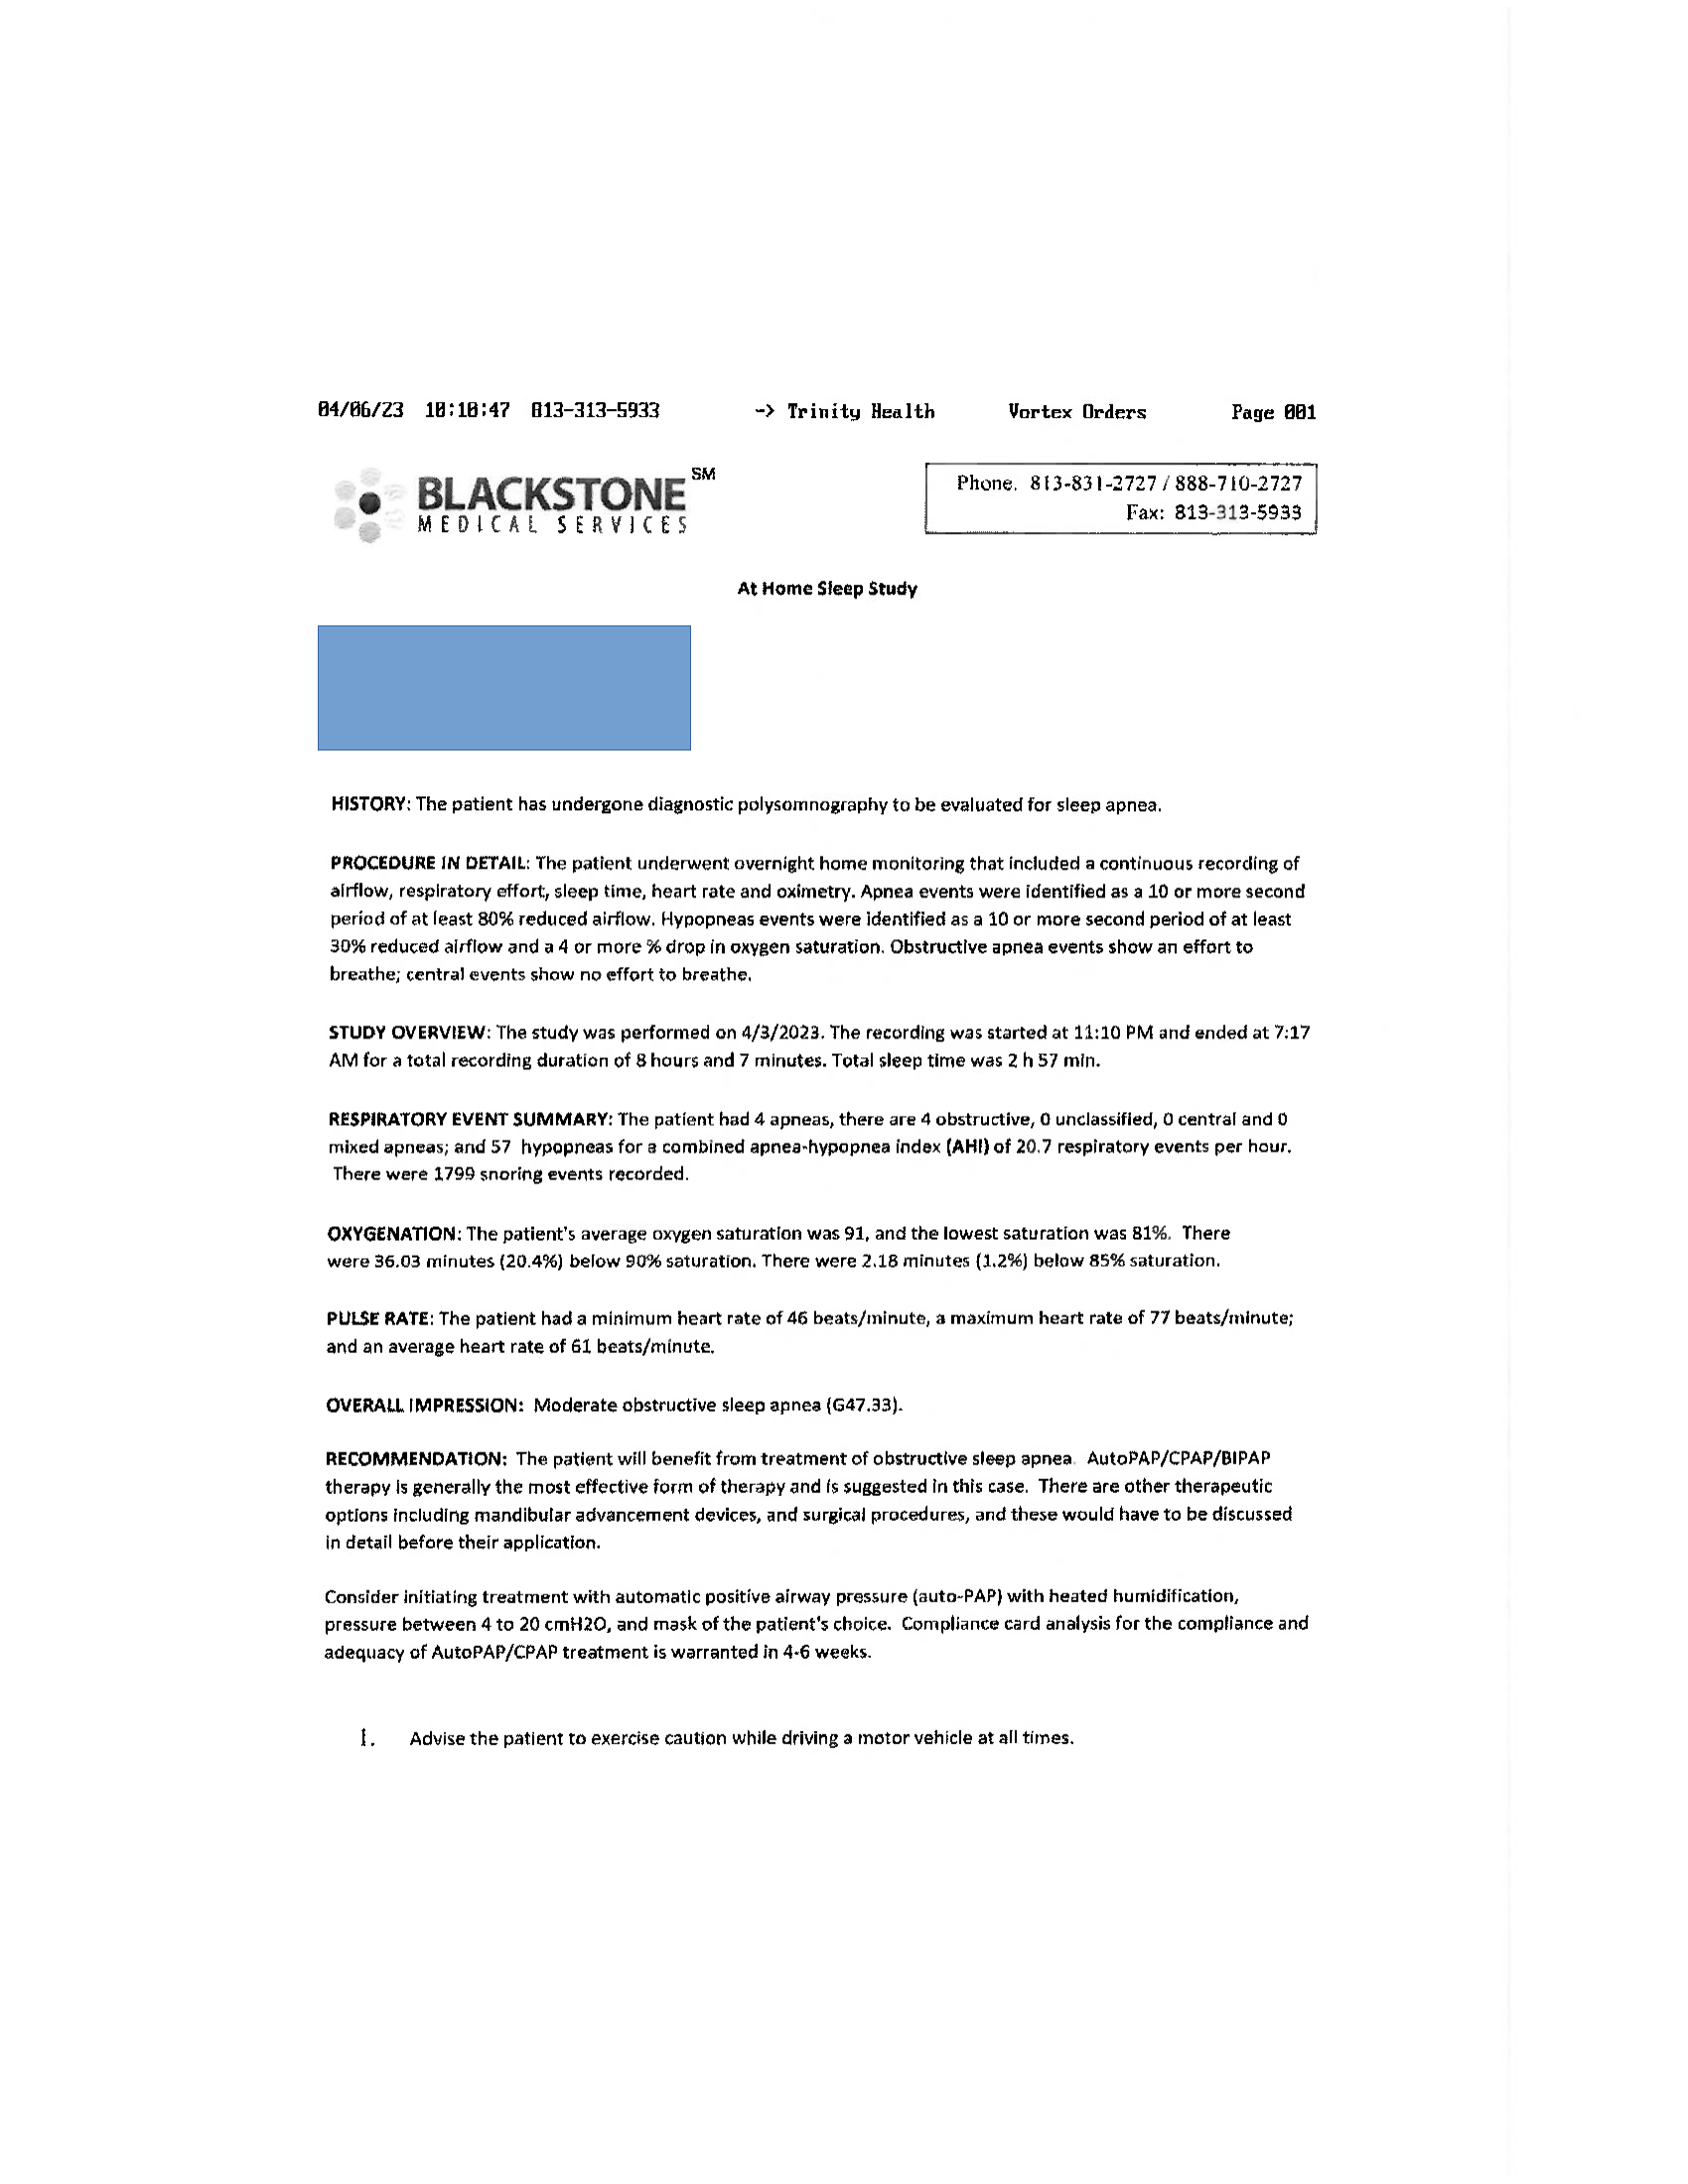 04/06/23 10:10:47 813-313-5933 -> Trinity Health Vortex Orders Page 001
BLACKSTONE SM
MEDICAL SERVICES
Phone. 813-831-2727 / 888-710-2727
Fax: 813-313-5933
At Home Sleep Study
HISTORY: The patient has undergone diagnostic polysomnography to be evaluated for sleep apnea.
PROCEDURE IN DETAIL: The patient underwent overnight home monitoring that included a continuous recording of
airflow, respiratory effort, sleep time, heart rate and oximetry. Apnea events were identified as a 10 or more second
period of at least 80% reduced airflow. Hypopneas events were identified as a 10 or more second period of at least
30% reduced airflow and a 4 or more % drop in oxygen saturation. Obstructive apnea events show an effort to
breathe; central events show no effort to breathe.
STUDY OVERVIEW: The study was performed on 4/3/2023. The recording was started at 11:10 PM and ended at 7:17
AM for a total recording duration of 8 hours and 7 minutes. Total sleep time was 2 h 57 min.
RESPIRATORY EVENT SUMMARY: The patient had 4 apneas, there are 4 obstructive, 0 unclassified, 0 central and 0
mixed apneas; and 57 hypopneas for a combined apnea-hypopnea index (AHI) of 20.7 respiratory events per hour.
There were 1799 snoring events recorded.
OXYGENATION: The patient's average oxygen saturation was 91, and the lowest saturation was 81%. There
were 36.03 minutes (20.4%) below 90% saturation. There were 2.18 minutes (1.2%) below 85% saturation.
PULSE RATE: The patient had a minimum heart rate of 46 beats/minute, a maximum heart rate of 77 beats/minute;
and an average heart rate of 61 beats/minute.
OVERALL IMPRESSION: Moderate obstructive sleep apnea (G47.33).
RECOMMENDATION: The patient will benefit from treatment of obstructive sleep apnea. AutoPAP/CPAP/BIPAP
therapy is generally the most effective form of therapy and is suggested in this case. There are other therapeutic
options including mandibular advancement devices, and surgical procedures, and these would have to be discussed
in detail before their application.
Consider initiating treatment with automatic positive airway pressure (auto-PAP) with heated humidification,
pressure between 4 to 20 cmH2O, and mask of the patient's choice. Compliance card analysis for the compliance and
adequacy of AutoPAP/CPAP treatment is warranted in 4-6 weeks.
1. Advise the patient to exercise caution while driving a motor vehicle at all times.